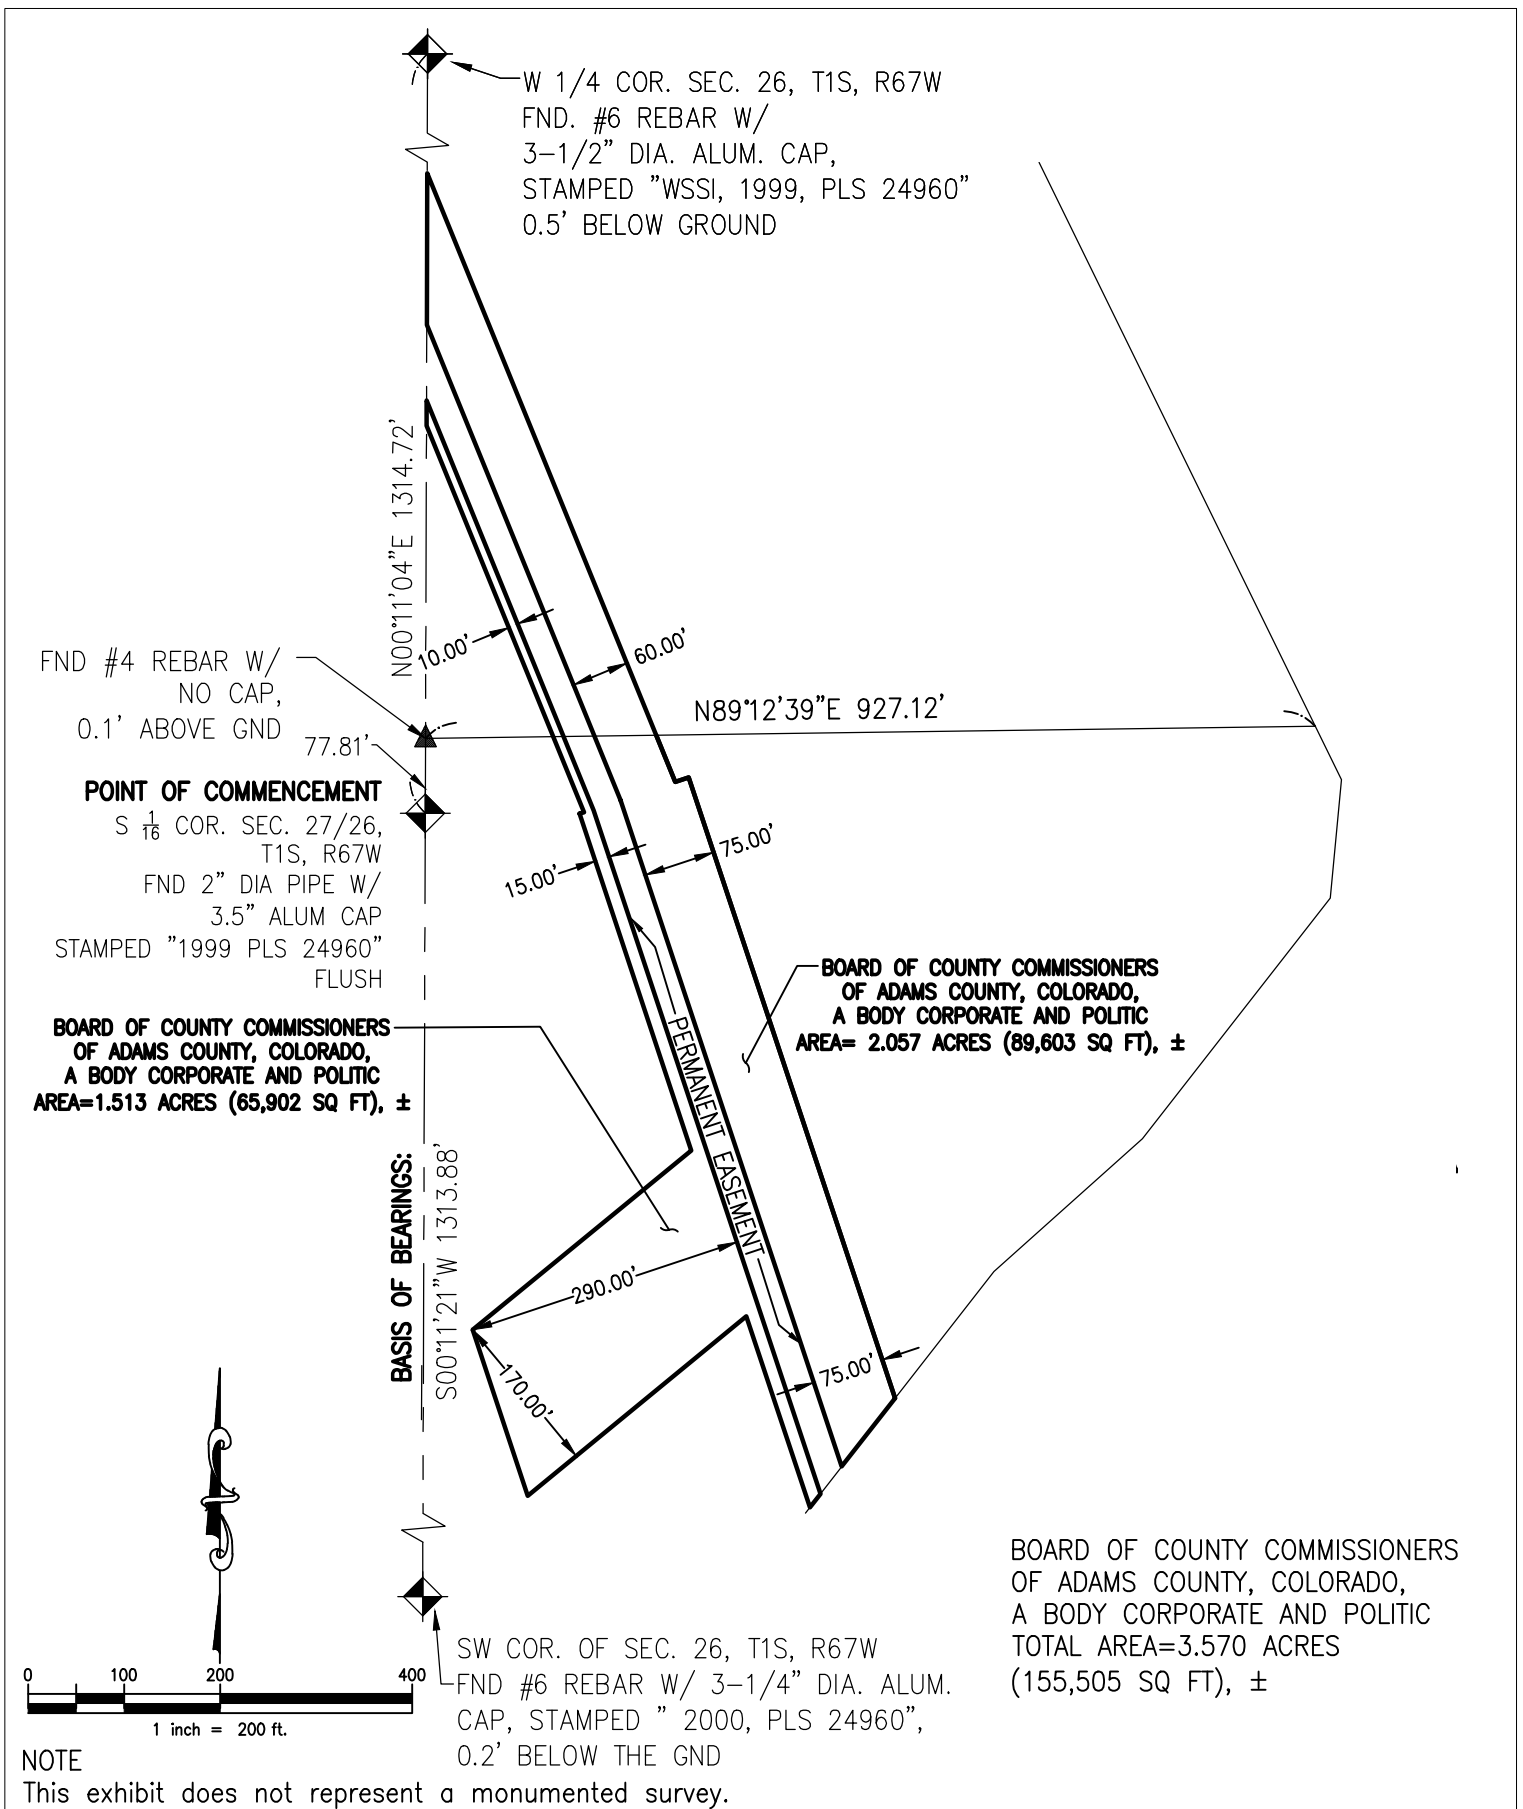 W 1/4 COR. SEC. 26, T1S, R67W
FND. #6 REBAR W/
3-1/2" DIA. ALUM. CAP,
STAMPED "WSSI, 1999, PLS 24960"
0.5' BELOW GROUND
N00°11'04"E 1314.72'
10.00'
60.00'
N89°12'39"E 927.12'
FND #4 REBAR W/
NO CAP,
0.1' ABOVE GND
77.81'
POINT OF COMMENCEMENT
S 1/16 COR. SEC. 27/26,
T1S, R67W
FND 2" DIA PIPE W/
3.5" ALUM CAP
STAMPED "1999 PLS 24960"
FLUSH
15.00'
75.00'
BOARD OF COUNTY COMMISSIONERS
OF ADAMS COUNTY, COLORADO,
A BODY CORPORATE AND POLITIC
AREA= 2.057 ACRES (89,603 SQ FT), ±
BOARD OF COUNTY COMMISSIONERS
OF ADAMS COUNTY, COLORADO,
A BODY CORPORATE AND POLITIC
AREA=1.513 ACRES (65,902 SQ FT), ±
PERMANENT EASEMENT
BASIS OF BEARINGS:
S00°11'21"W 1313.88'
290.00'
170.00'
75.00'
BOARD OF COUNTY COMMISSIONERS
OF ADAMS COUNTY, COLORADO,
A BODY CORPORATE AND POLITIC
TOTAL AREA=3.570 ACRES
(155,505 SQ FT), ±
SW COR. OF SEC. 26, T1S, R67W
FND #6 REBAR W/ 3-1/4" DIA. ALUM.
CAP, STAMPED " 2000, PLS 24960",
0.2' BELOW THE GND
0 100 200 400
1 inch = 200 ft.
NOTE
This exhibit does not represent a monumented survey.